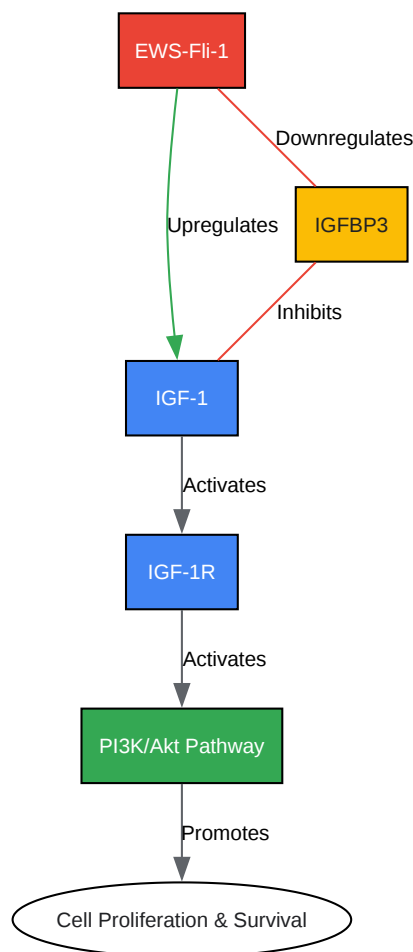 EWS-Fli-1
Downregulates
IGFBP3
Upregulates
Inhibits
IGF-1
Activates
IGF-1R
Activates
PI3K/Akt Pathway
Promotes
Cell Proliferation & Survival